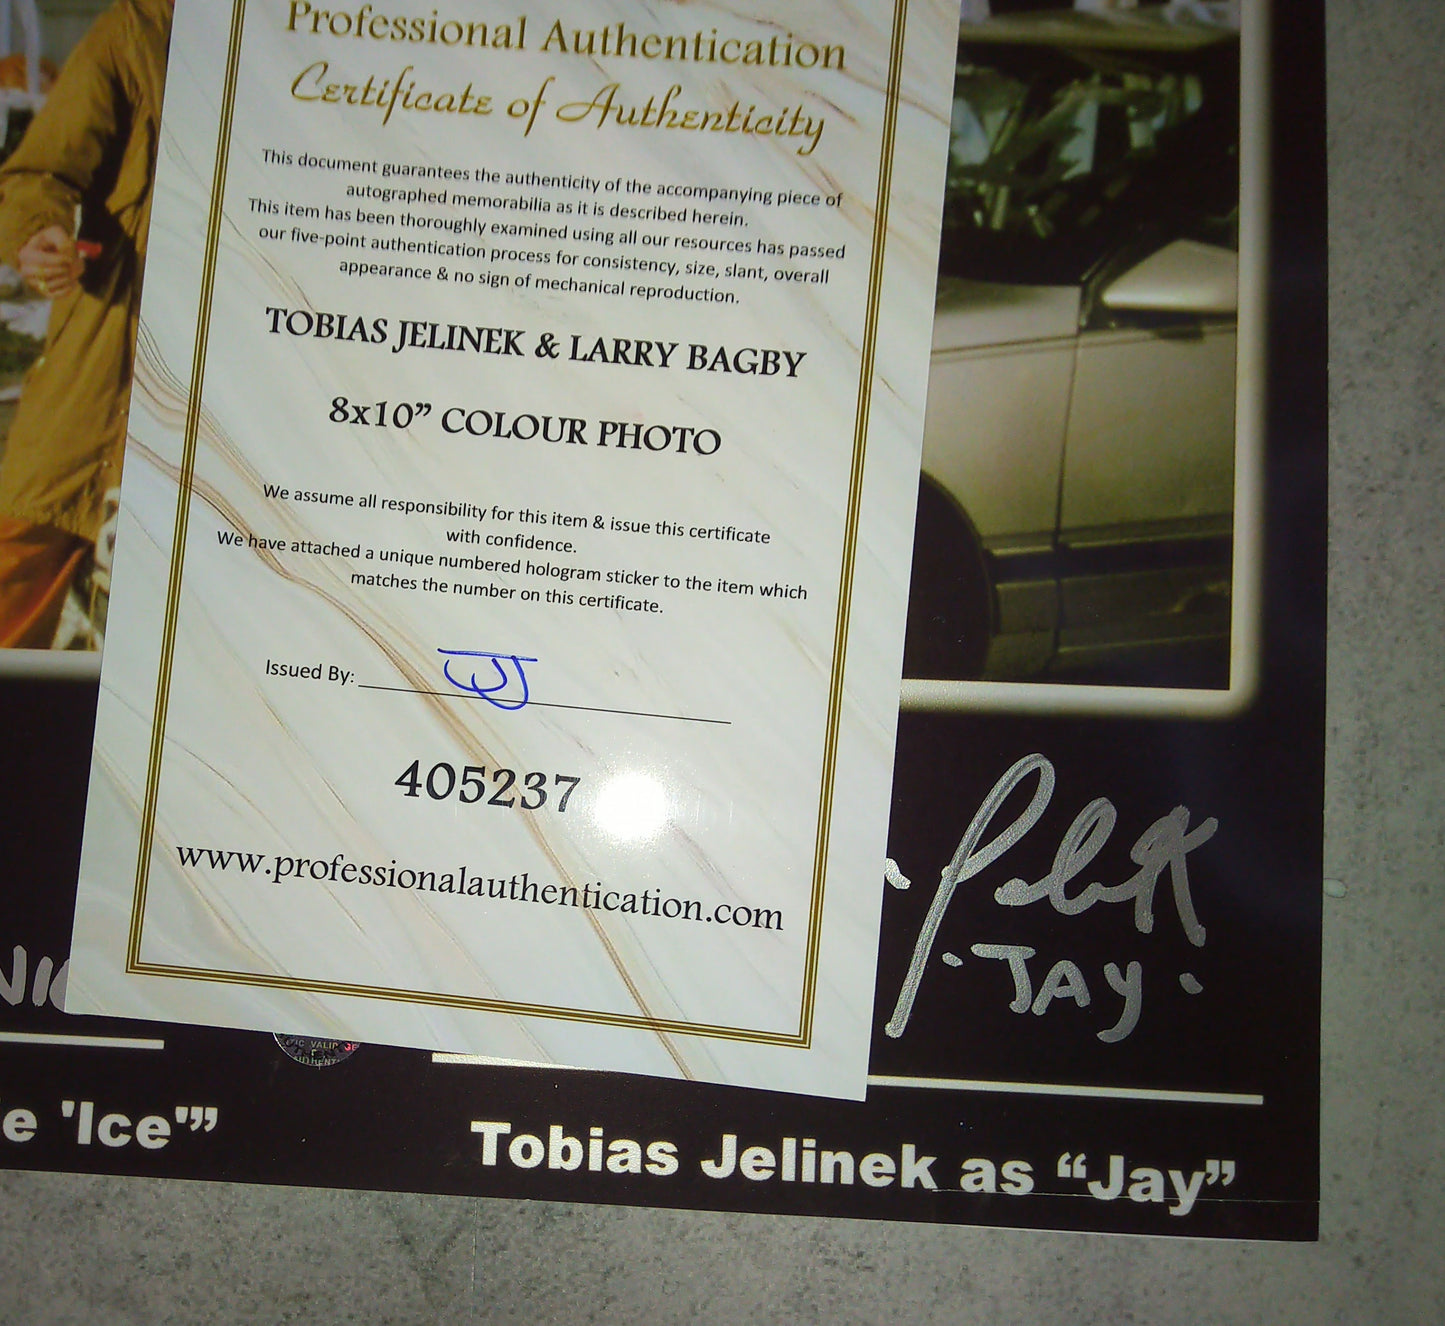 Professional Authentication
Certificate of Authenticity
This document guarantees the authenticity of the accompanying piece of
autographed memorabilia as it is described herein.
This item has been thoroughly examined using all our resources has passed
our five-point authentication process for consistency, size, slant, overall
appearance & no sign of mechanical reproduction.
TOBIAS JELINEK & LARRY BAGBY
8x10” COLOUR PHOTO
We assume all responsibility for this item & issue this certificate
with confidence.
We have attached a unique numbered hologram sticker to the item which
matches the number on this certificate.
Issued By:
405237
www.professionalauthentication.com
·JAY·
e 'Ice'”
Tobias Jelinek as “Jay”